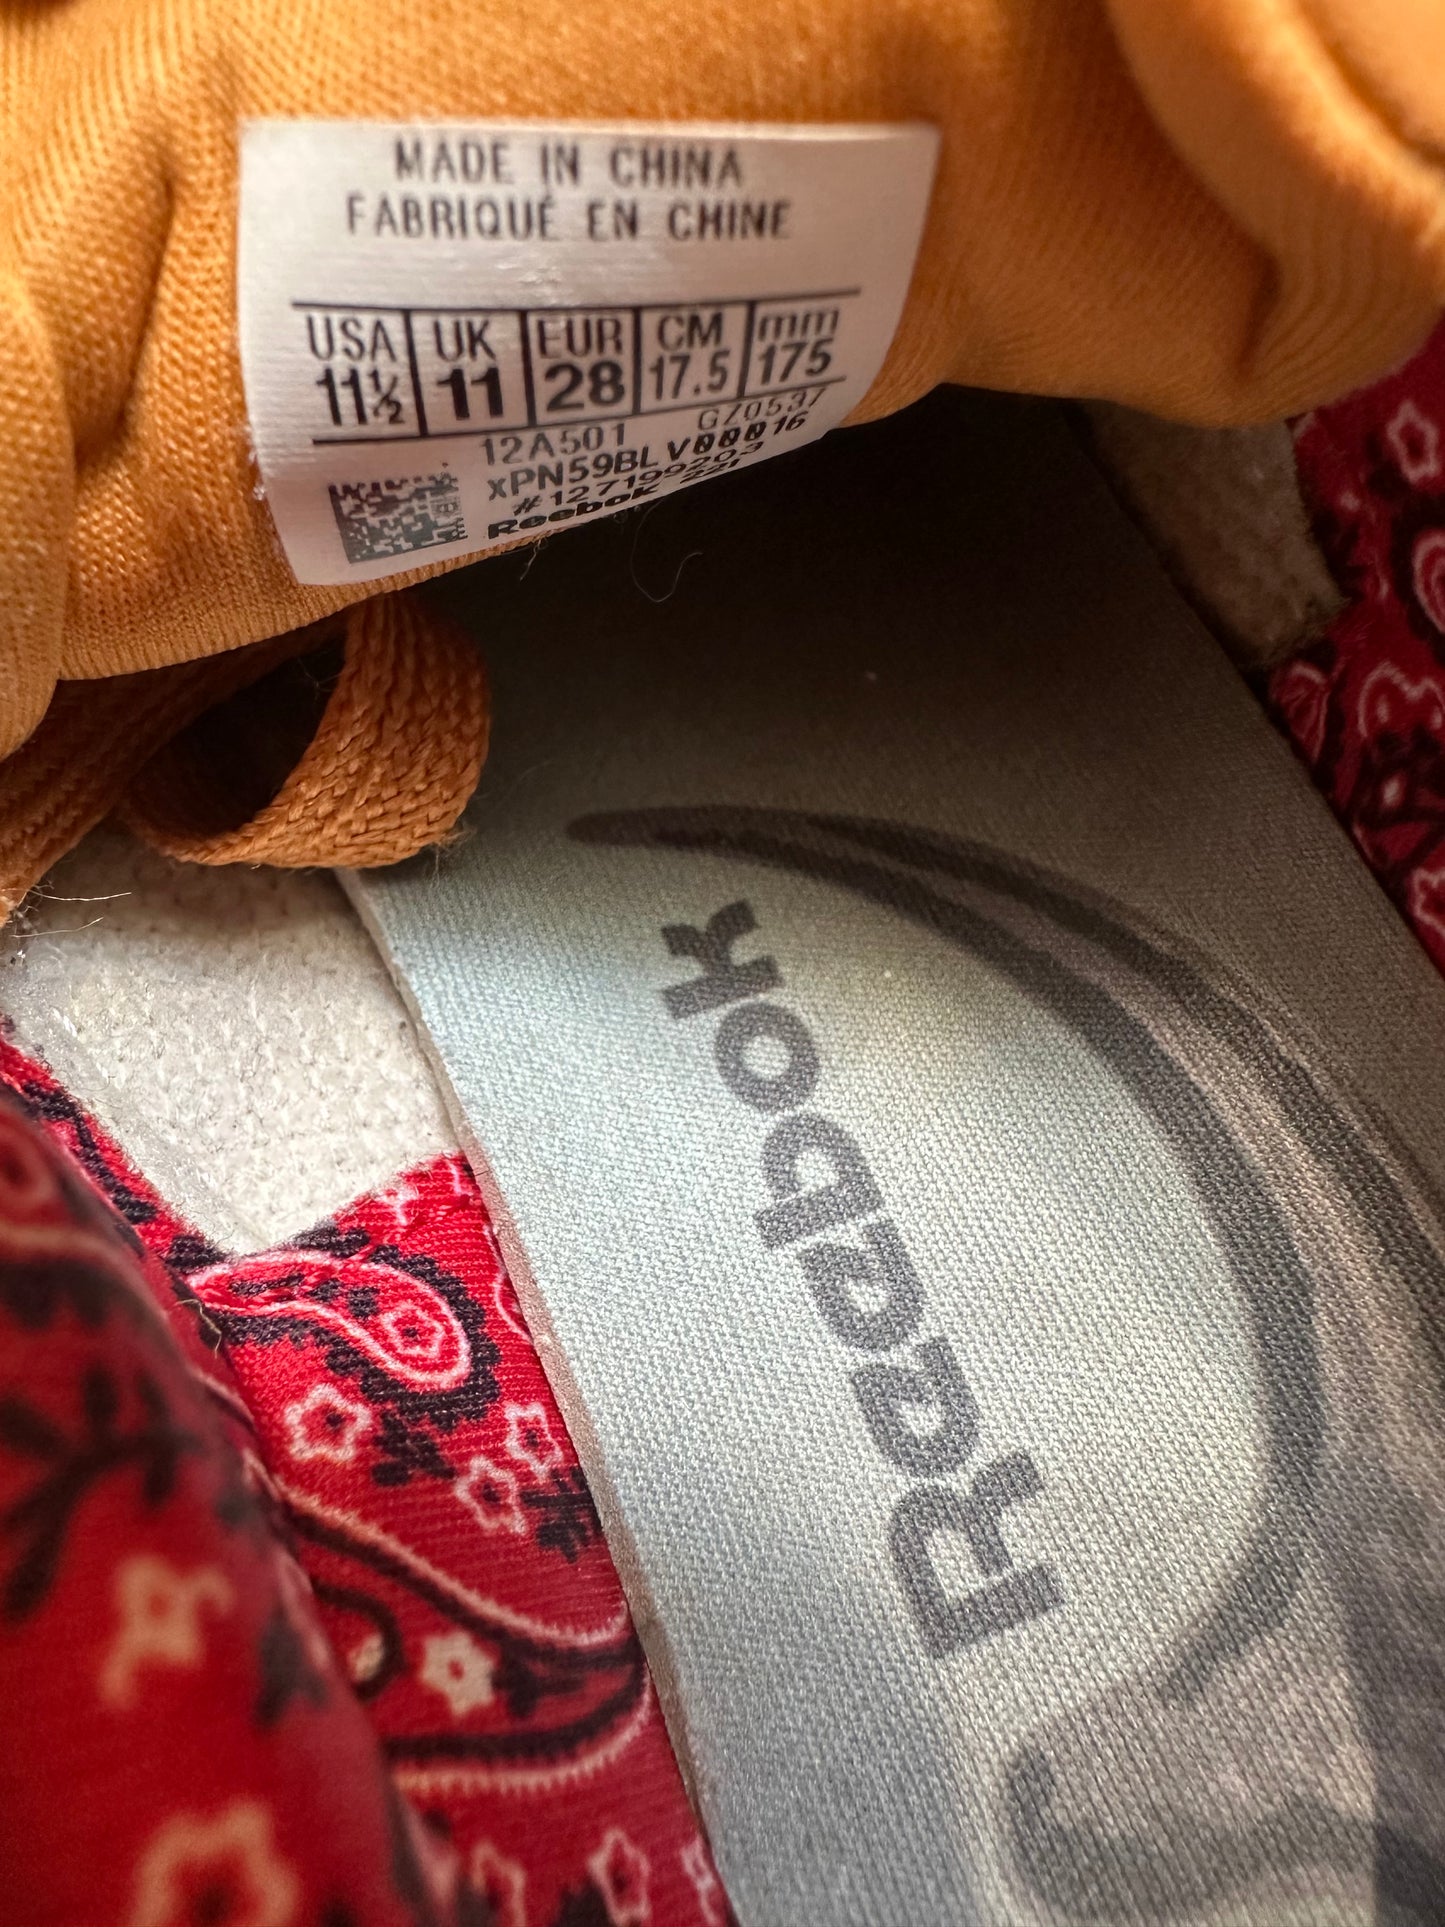 MADE IN CHINA
FABRIQUÉ EN CHINE
USA UK EUR CM mm
11½ 11 28 17.5 175
12A501 GZ0537
xPN59BLV00016
#127199203
Reebok 221
Reebok